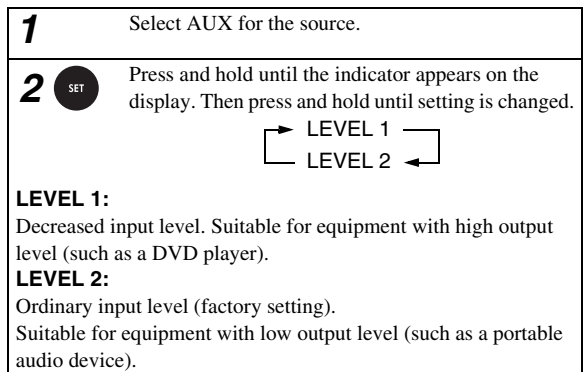 1 Select AUX for the source.
2 SET Press and hold until the indicator appears on the
display. Then press and hold until setting is changed.
LEVEL 1
LEVEL 2
LEVEL 1:
Decreased input level. Suitable for equipment with high output
level (such as a DVD player).
LEVEL 2:
Ordinary input level (factory setting).
Suitable for equipment with low output level (such as a portable
audio device).